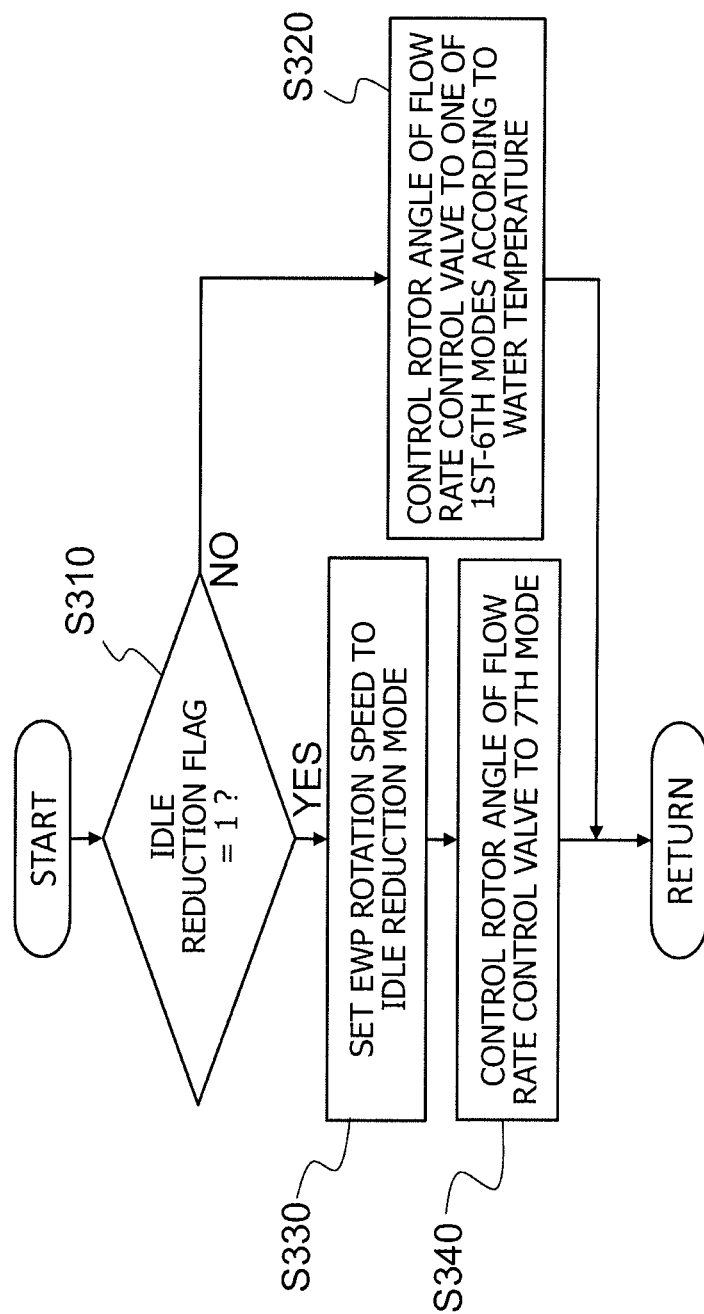 START
S310
IDLE
REDUCTION FLAG
= 1 ?
NO
YES
S320
CONTROL ROTOR ANGLE OF FLOW
RATE CONTROL VALVE TO ONE OF
1ST-6TH MODES ACCORDING TO
WATER TEMPERATURE
S330
SET EWP ROTATION SPEED TO
IDLE REDUCTION MODE
S340
CONTROL ROTOR ANGLE OF FLOW
RATE CONTROL VALVE TO 7TH MODE
RETURN